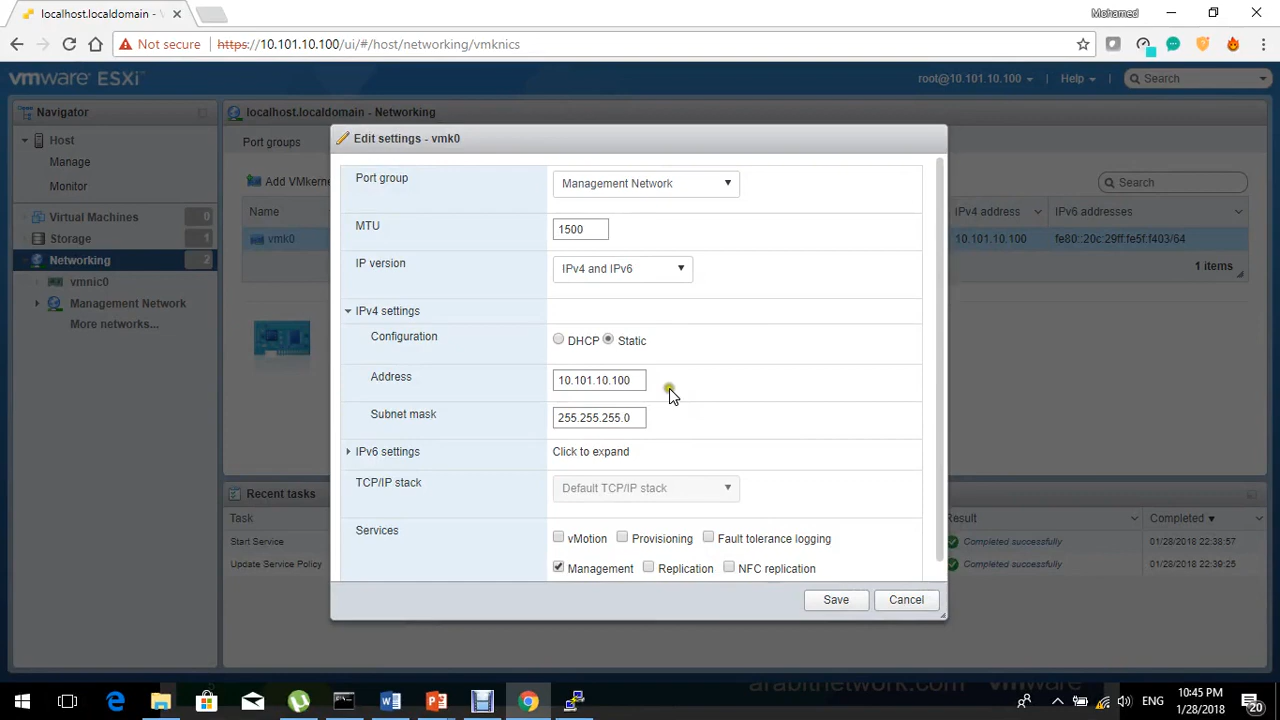 localhost.localdomain - V
Mohamed
Not secure
https://10.101.10.100/ui/#/host/networking/vmknics
vmware ESXi
root@10.101.10.100
Help
Search
Navigator
localhost.localdomain - Networking
Host
Manage
Monitor
Virtual Machines 0
Storage 1
Networking 2
vmnic0
Management Network
More networks...
Port groups
Add VMkerne
Search
Name
IPv4 address
IPv6 addresses
vmk0
10.101.10.100
fe80::20c:29ff:fe5f:f403/64
1 items
Edit settings - vmk0
Port group
Management Network
MTU
1500
IP version
IPv4 and IPv6
IPv4 settings
Configuration
DHCP
Static
Address
10.101.10.100
Subnet mask
255.255.255.0
IPv6 settings
Click to expand
TCP/IP stack
Default TCP/IP stack
Services
vMotion
Provisioning
Fault tolerance logging
Management
Replication
NFC replication
Save
Cancel
Recent tasks
Task
Result
Completed
Start Service
Completed successfully
01/28/2018 22:38:57
Update Service Policy
Completed successfully
01/28/2018 22:39:25
arabitnetwork.com
vmware
ENG
10:45 PM
1/28/2018
20